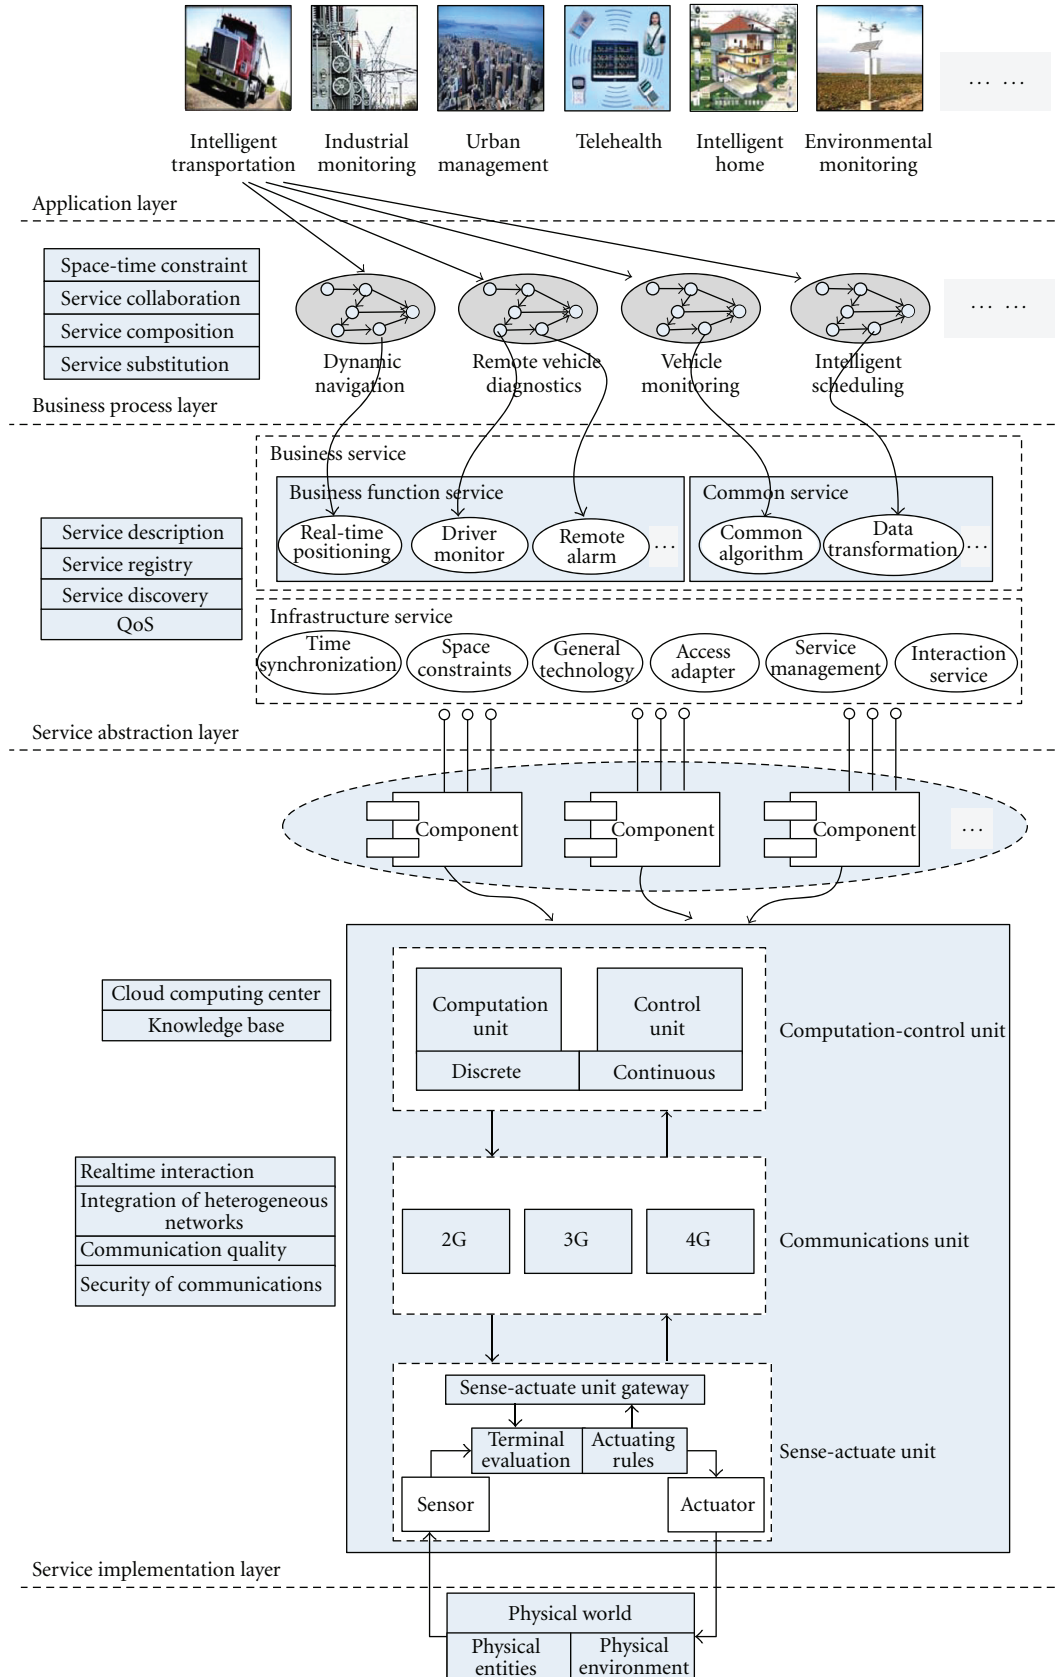 Intelligent
transportation
Industrial
monitoring
Urban
management
Telehealth
Intelligent
home
Environmental
monitoring
... ...
Application layer
Space-time constraint
Service collaboration
Service composition
Service substitution
... ...
Dynamic
navigation
Remote vehicle
diagnostics
Vehicle
monitoring
Intelligent
scheduling
Business process layer
Business service
Business function service
Common service
Service description
Service registry
Service discovery
QoS
Real-time
positioning
Driver
monitor
Remote
alarm
...
Common
algorithm
Data
transformation
...
Infrastructure service
Time
synchronization
Space
constraints
General
technology
Access
adapter
Service
management
Interaction
service
Service abstraction layer
Component
Component
Component
...
Cloud computing center
Knowledge base
Computation
unit
Control
unit
Discrete
Continuous
Computation-control unit
Realtime interaction
Integration of heterogeneous
networks
Communication quality
Security of communications
2G
3G
4G
Communications unit
Sense-actuate unit gateway
Terminal
evaluation
Actuating
rules
Sense-actuate unit
Sensor
Actuator
Service implementation layer
Physical world
Physical
entities
Physical
environment